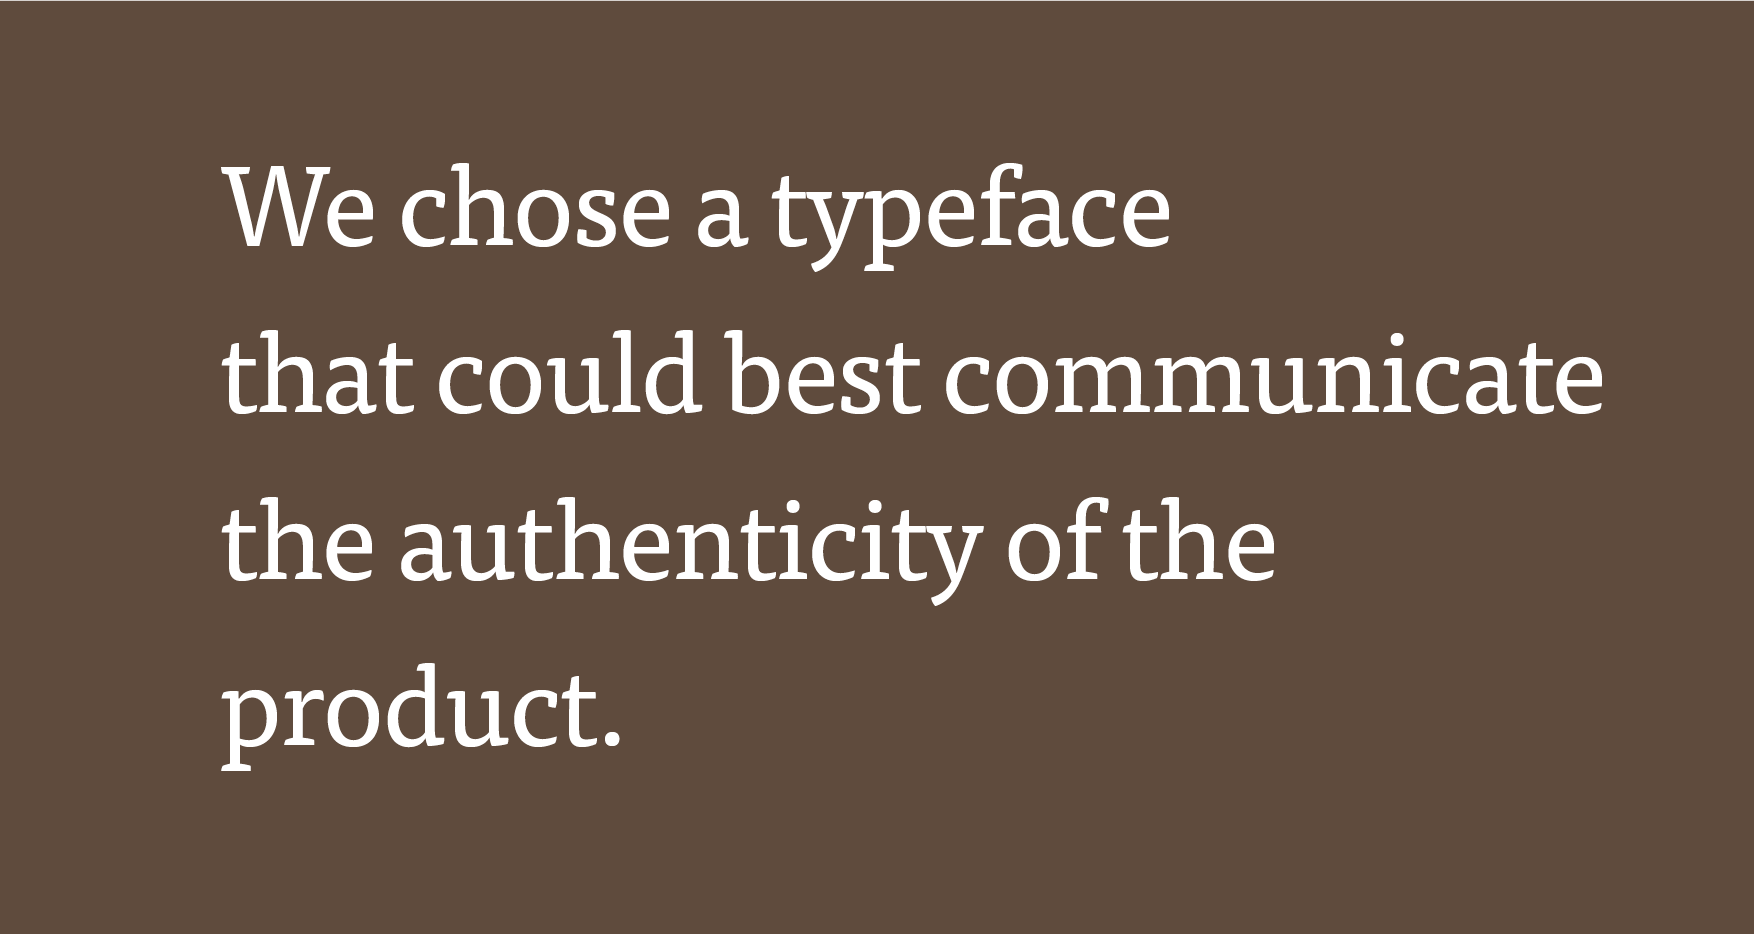 We chose a typeface
that could best communicate
the authenticity of the
product.